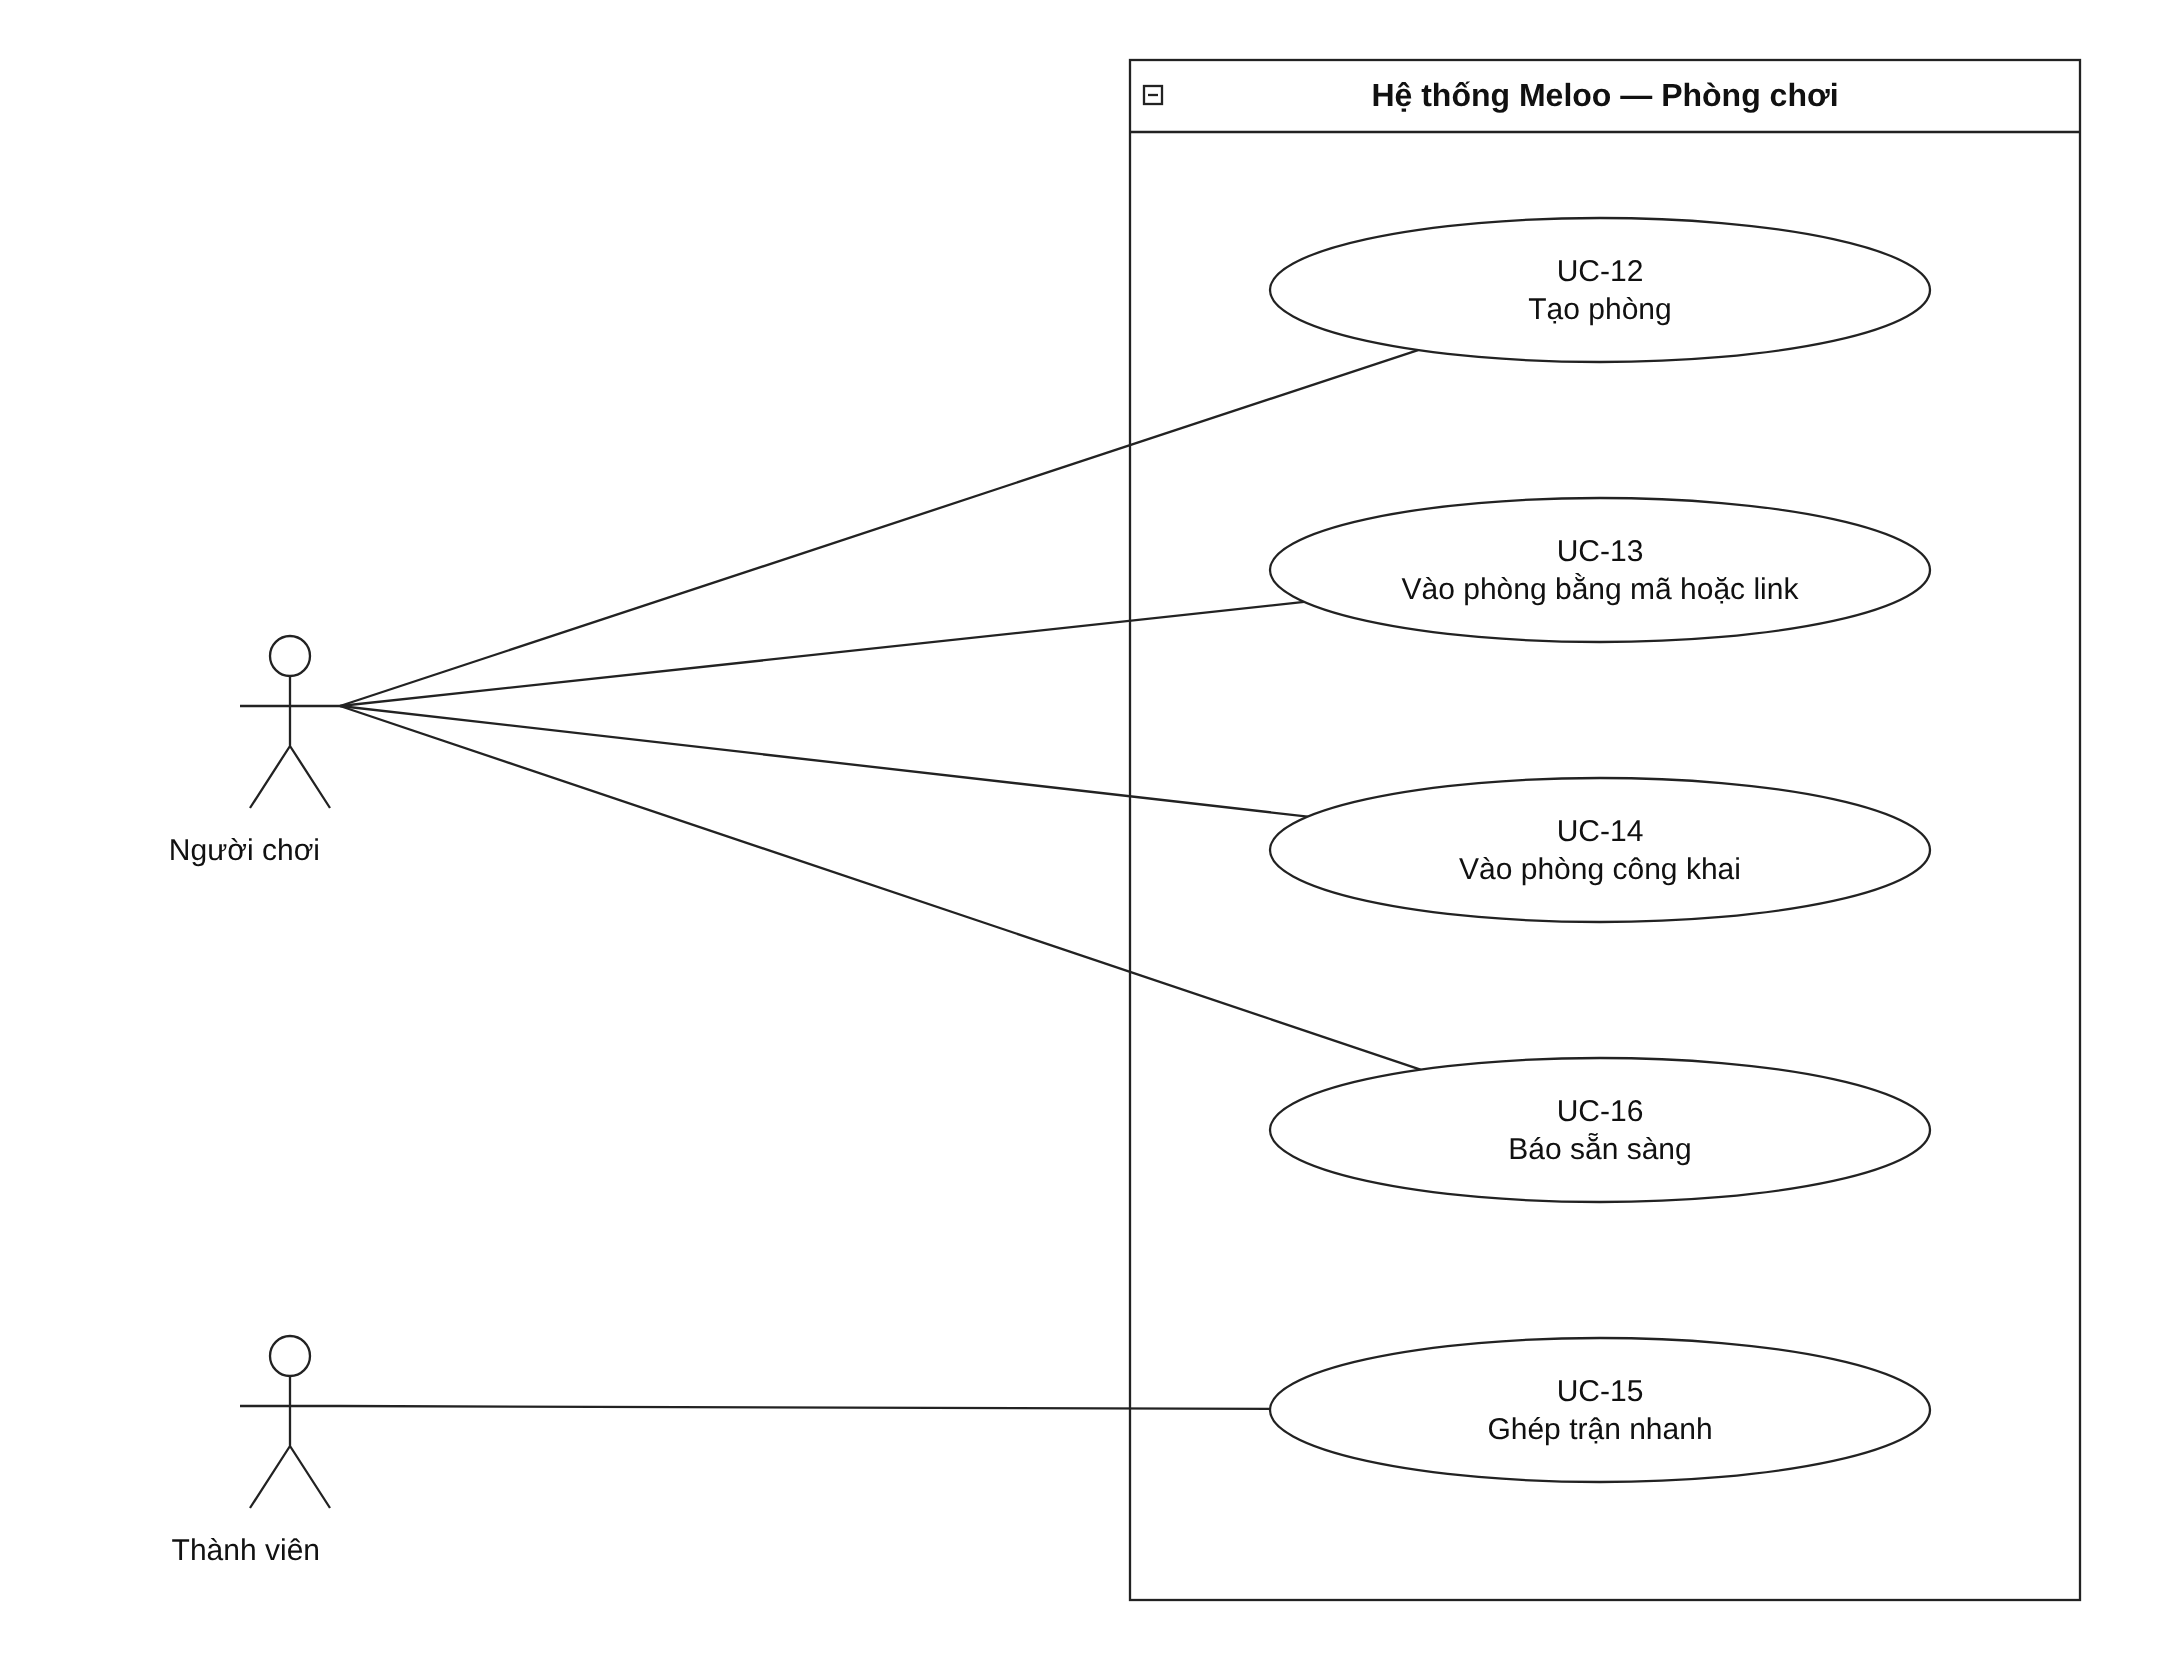 Hệ thống Meloo — Phòng chơi
UC-12
Tạo phòng
UC-13
Vào phòng bằng mã hoặc link
Người chơi
UC-14
Vào phòng công khai
UC-16
Báo sẵn sàng
UC-15
Ghép trận nhanh
Thành viên